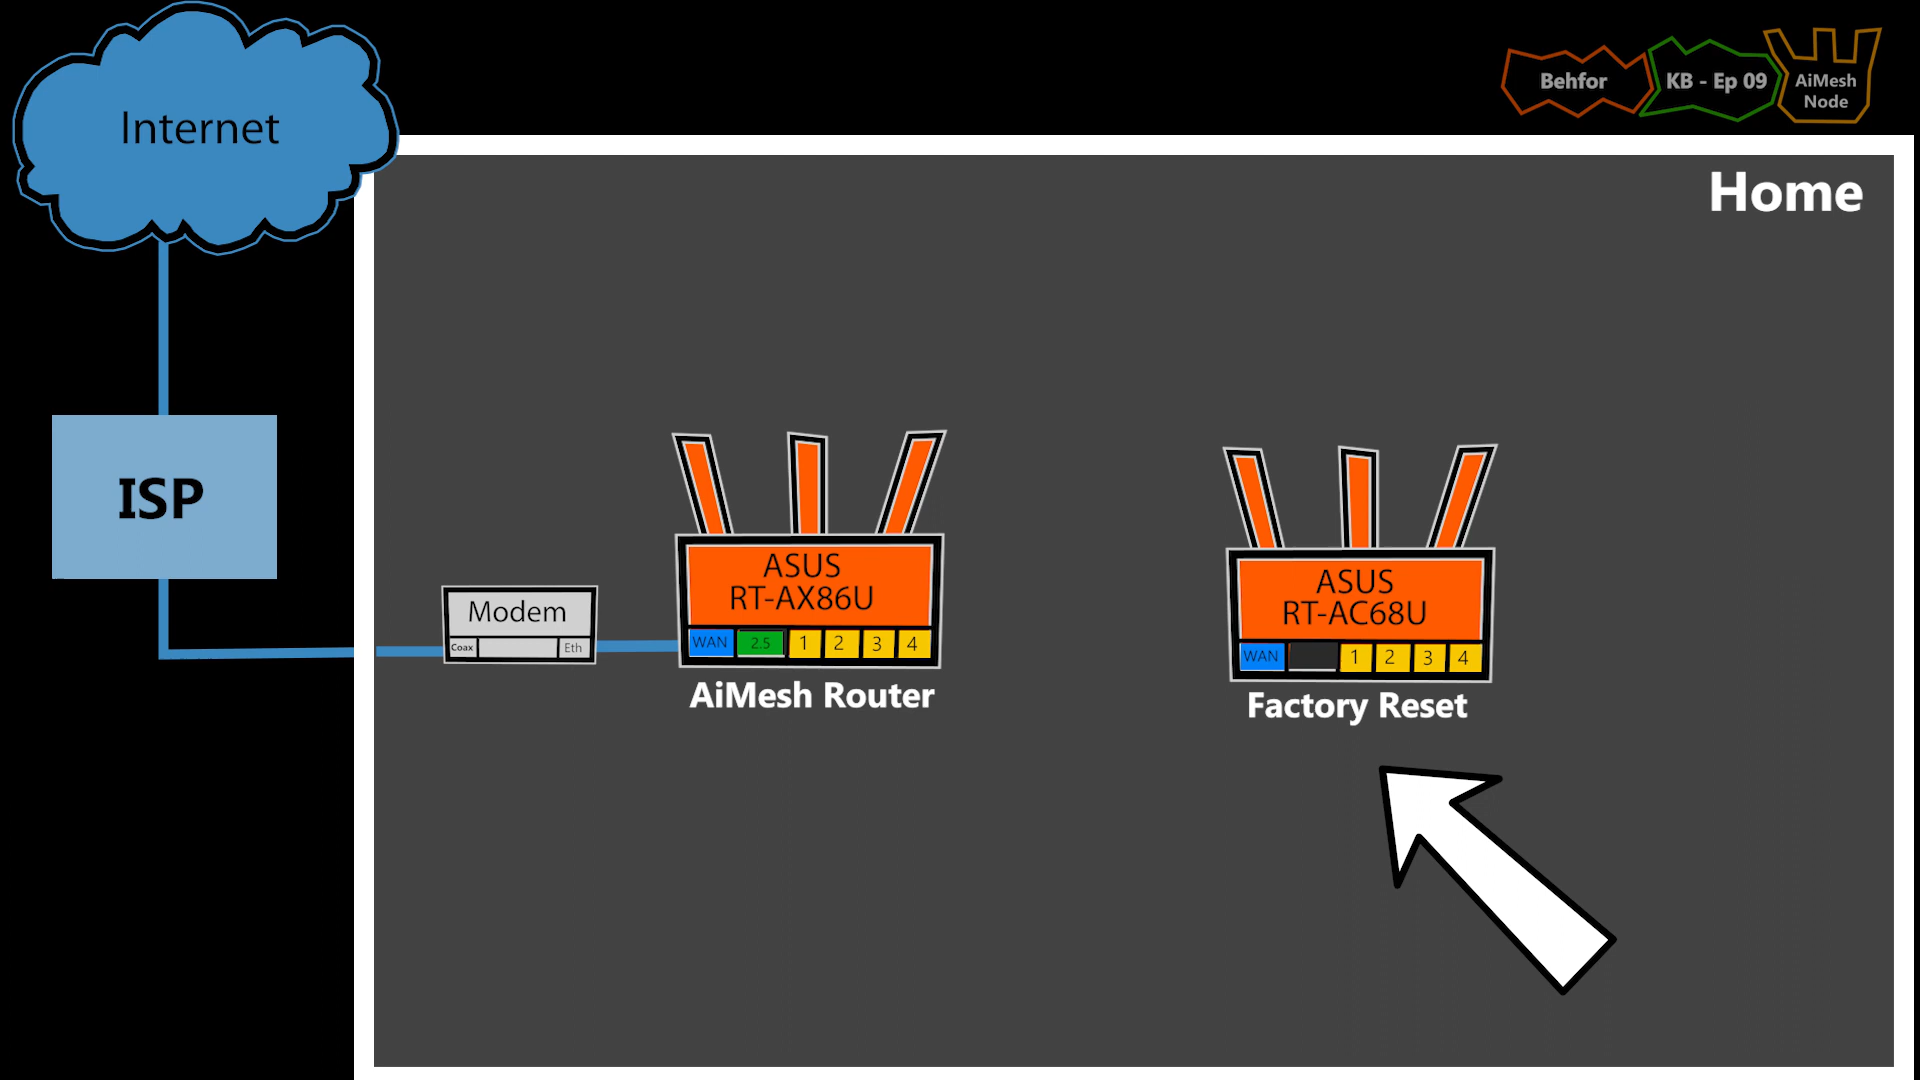 Internet
Behfor
KB - Ep 09
AiMesh
Node
Home
ISP
Modem
Coax
Eth
ASUS
RT-AX86U
WAN
2.5
1
2
3
4
AiMesh Router
ASUS
RT-AC68U
WAN
1
2
3
4
Factory Reset